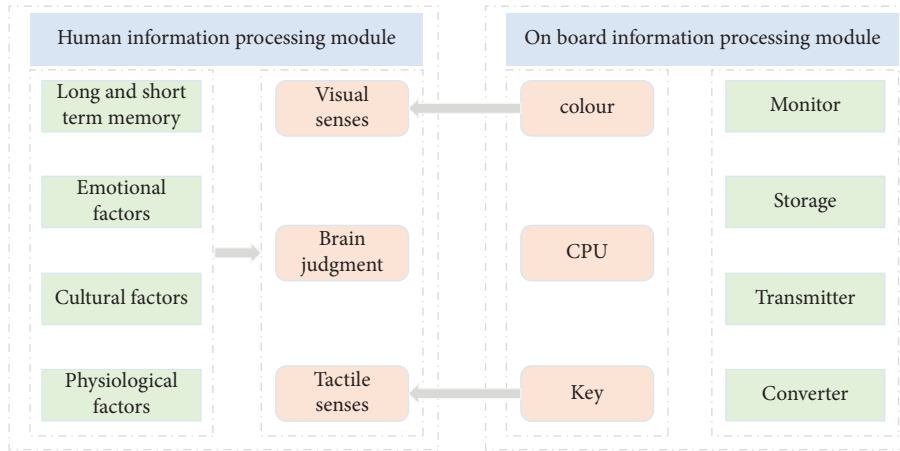 Human information processing module
On board information processing module
Long and short
term memory
Visual
senses
colour
Monitor
Emotional
factors
Storage
Brain
judgment
CPU
Cultural factors
Transmitter
Physiological
factors
Tactile
senses
Key
Converter